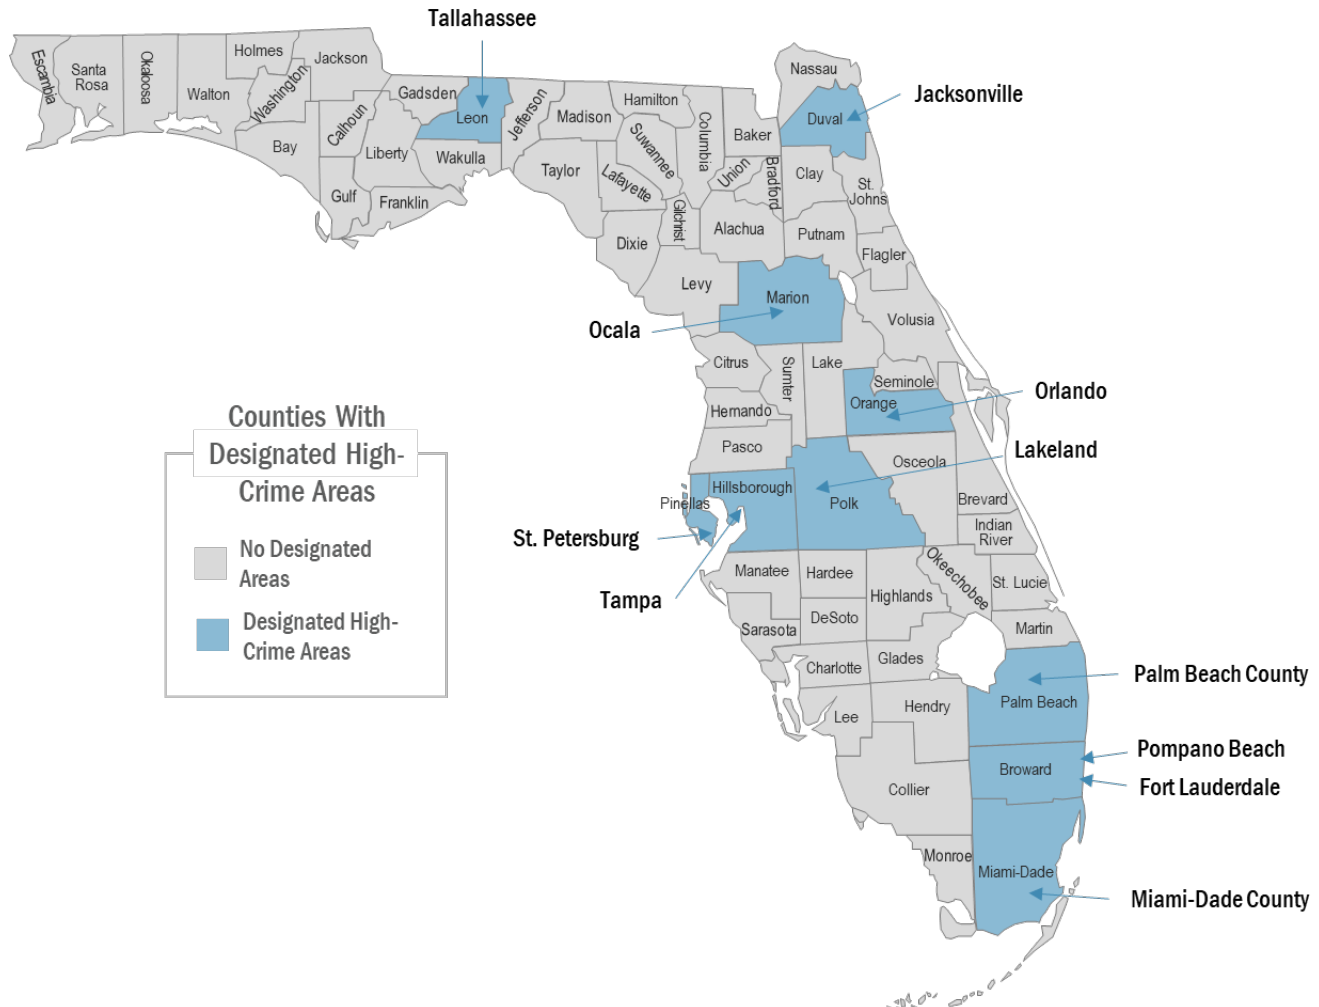 Tallahassee
Escambia
Santa
Rosa
Okaloosa
Walton
Holmes
Washington
Jackson
Bay
Calhoun
Gulf
Liberty
Gadsden
Leon
Wakulla
Franklin
Jefferson
Madison
Taylor
Hamilton
Suwannee
Lafayette
Dixie
Columbia
Gilchrist
Baker
Union
Bradford
Alachua
Levy
Nassau
Duval
Jacksonville
Clay
St.
Johns
Putnam
Flagler
Marion
Ocala
Volusia
Citrus
Sumter
Lake
Seminole
Orange
Orlando
Hernando
Pasco
Osceola
Lakeland
Pinellas
Hillsborough
Polk
Brevard
Indian
River
St. Petersburg
Tampa
Manatee
Hardee
Highlands
Okeechobee
St. Lucie
Sarasota
DeSoto
Martin
Charlotte
Glades
Palm Beach County
Palm Beach
Lee
Hendry
Pompano Beach
Broward
Fort Lauderdale
Collier
Monroe
Miami-Dade
Miami-Dade County
Counties With
Designated High-
Crime Areas
No Designated
Areas
Designated High-
Crime Areas